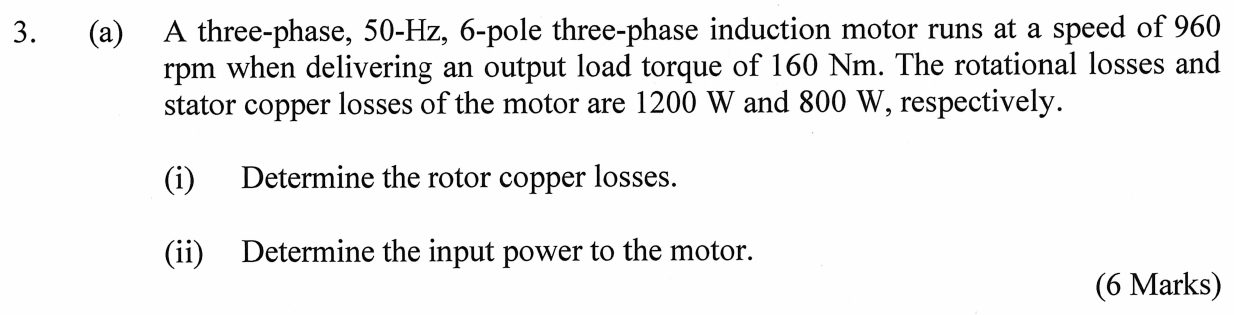 3. (a) A three-phase, 50-Hz, 6-pole three-phase induction motor runs at a speed of 960
rpm when delivering an output load torque of 160 Nm. The rotational losses and
stator copper losses of the motor are 1200 W and 800 W, respectively.
(i) Determine the rotor copper losses.
(ii) Determine the input power to the motor.
(6 Marks)